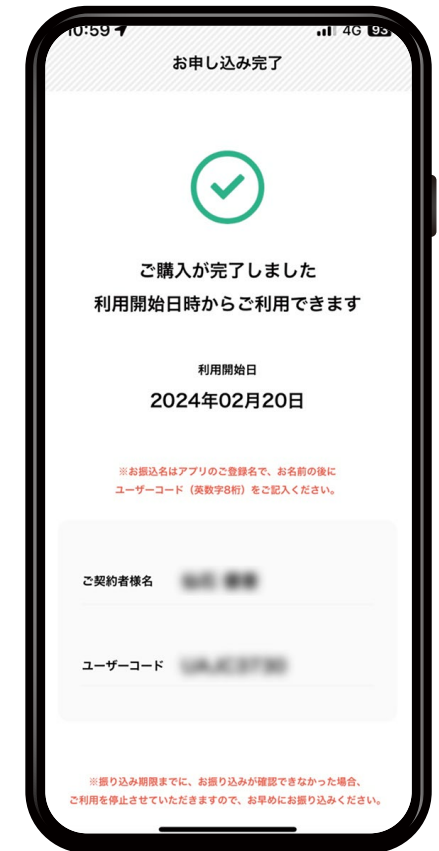 10:59 4G 93
お申し込み完了
ご購入が完了しました
利用開始日時からご利用できます
利用開始日
2024年02月20日
※お振込名はアプリのご登録名で、お名前の後に
ユーザーコード（英数字8桁）をご記入ください。
ご契約者様名
ユーザーコード
※振り込み期限までに、お振り込みが確認できなかった場合、
ご利用を停止させていただきますので、お早めにお振り込みください。